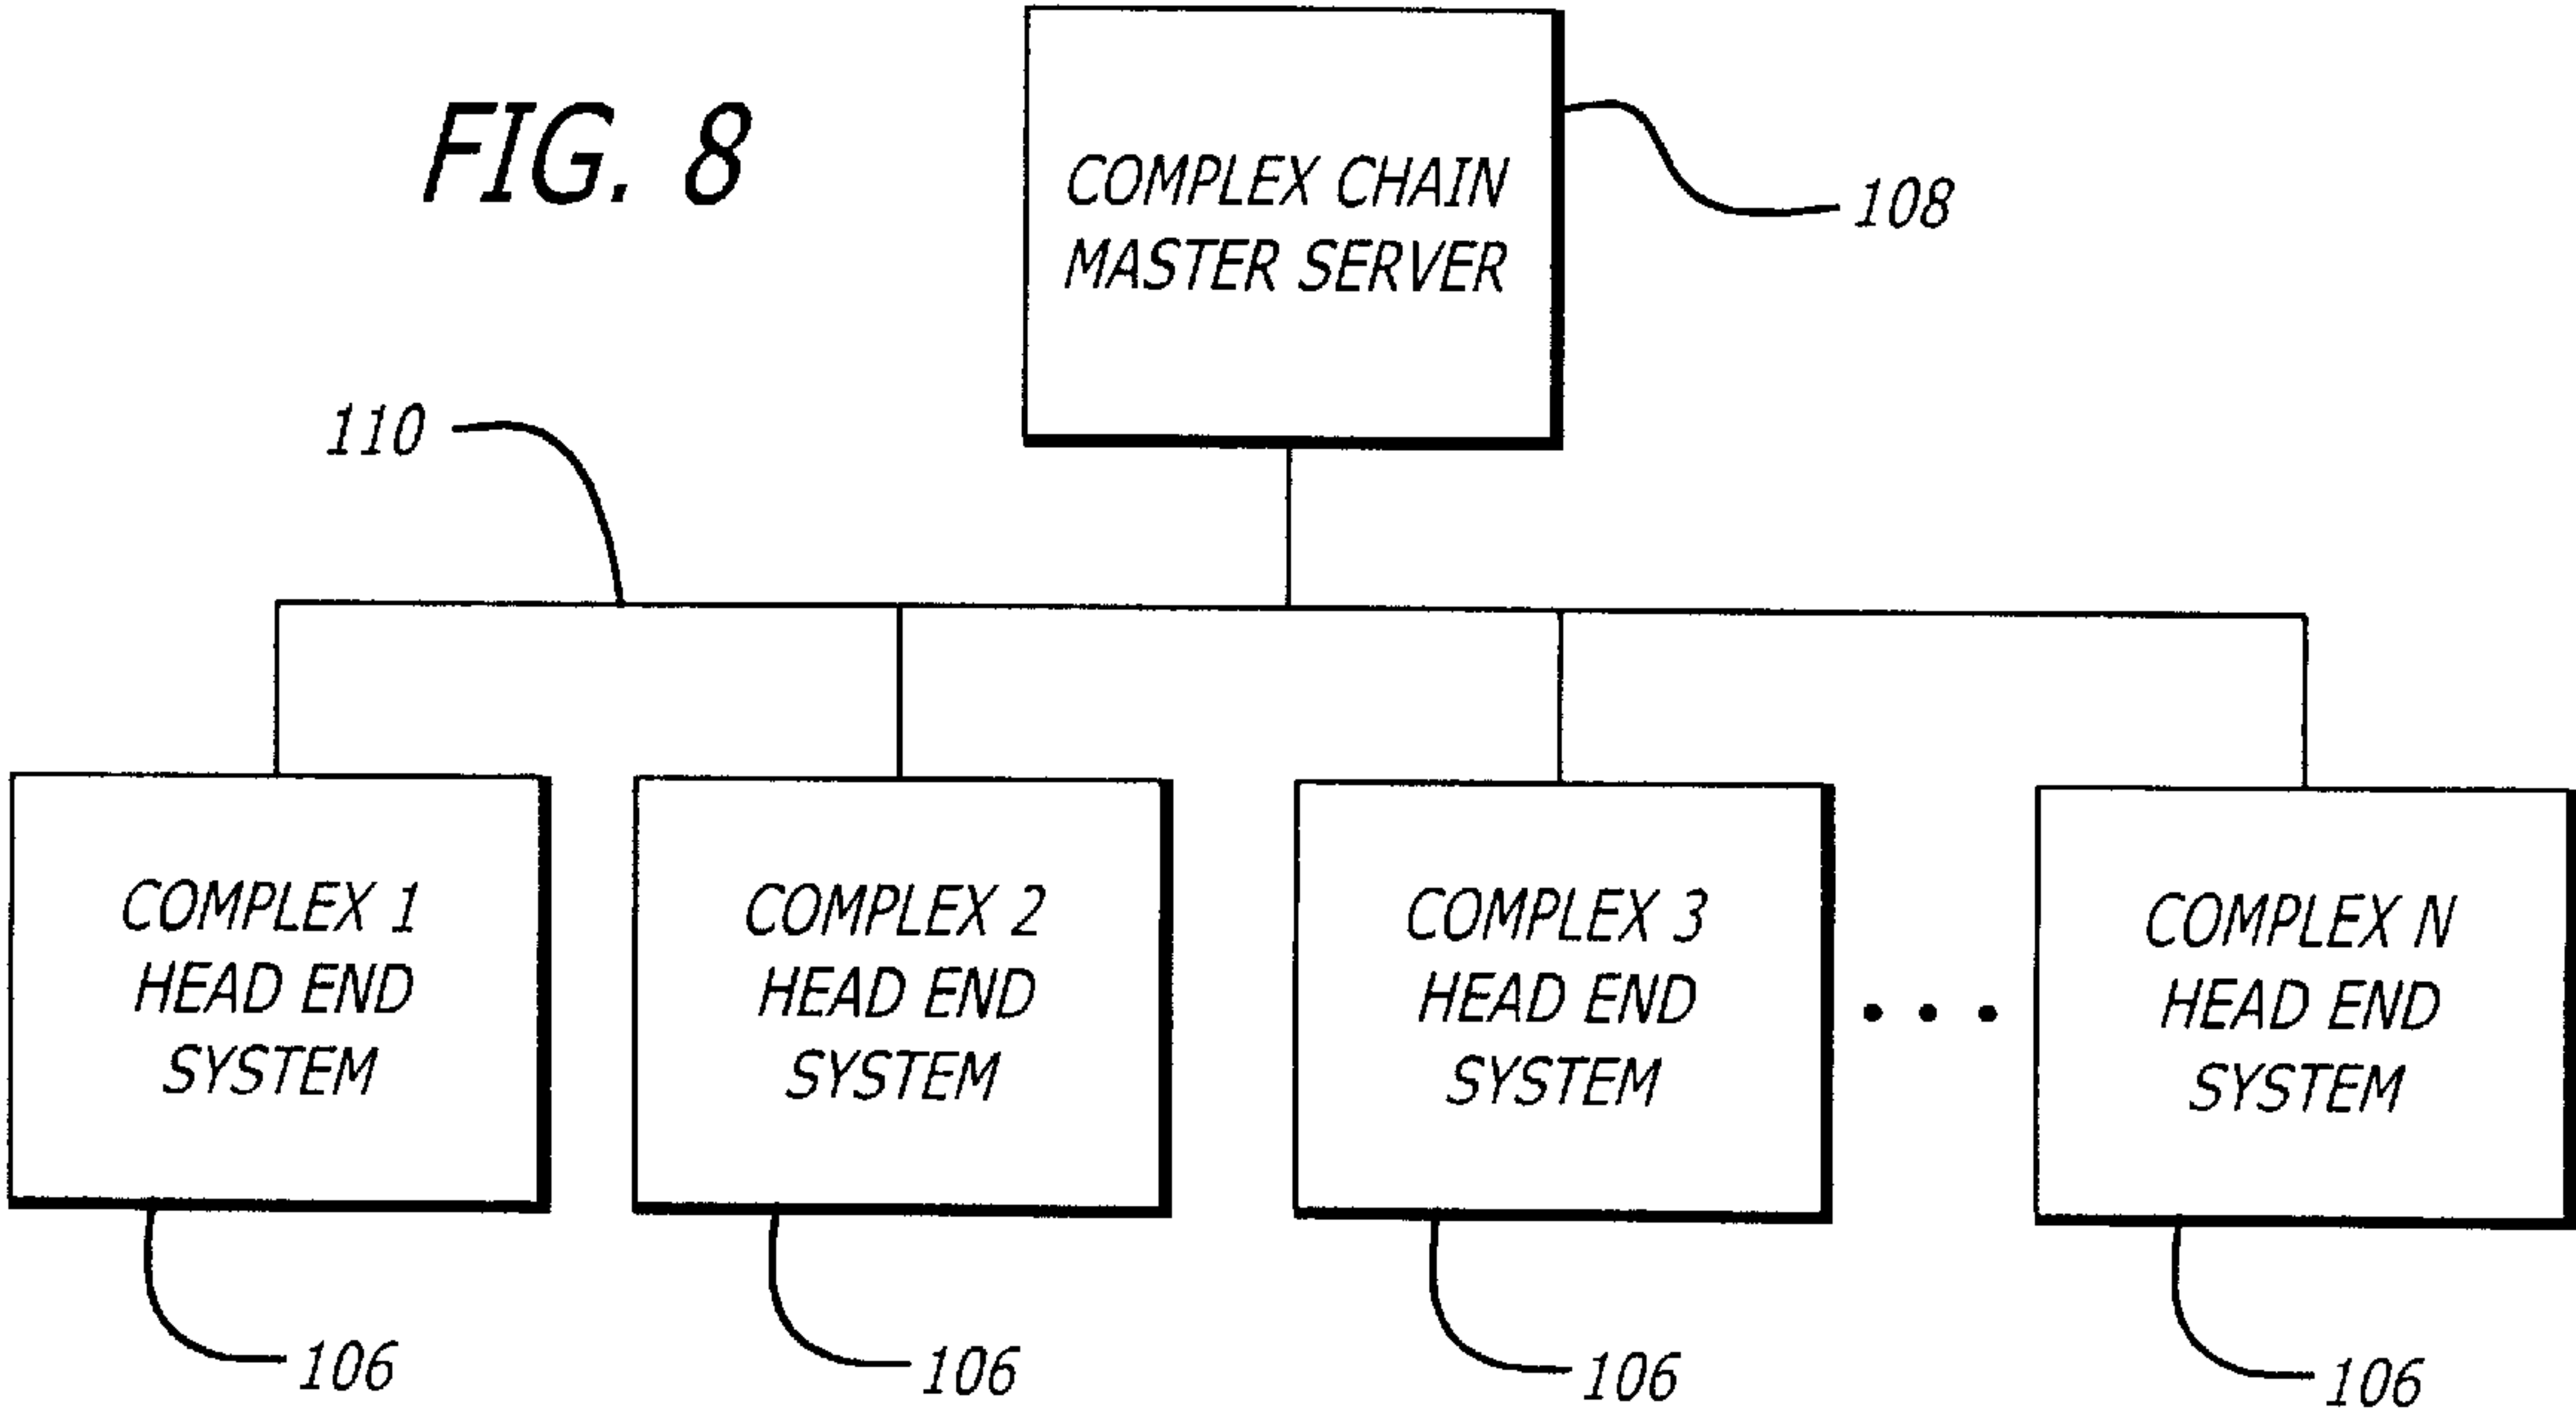 FIG. 8
COMPLEX CHAIN
MASTER SERVER
108
110
COMPLEX 1
HEAD END
SYSTEM
COMPLEX 2
HEAD END
SYSTEM
COMPLEX 3
HEAD END
SYSTEM
• • •
COMPLEX N
HEAD END
SYSTEM
106
106
106
106